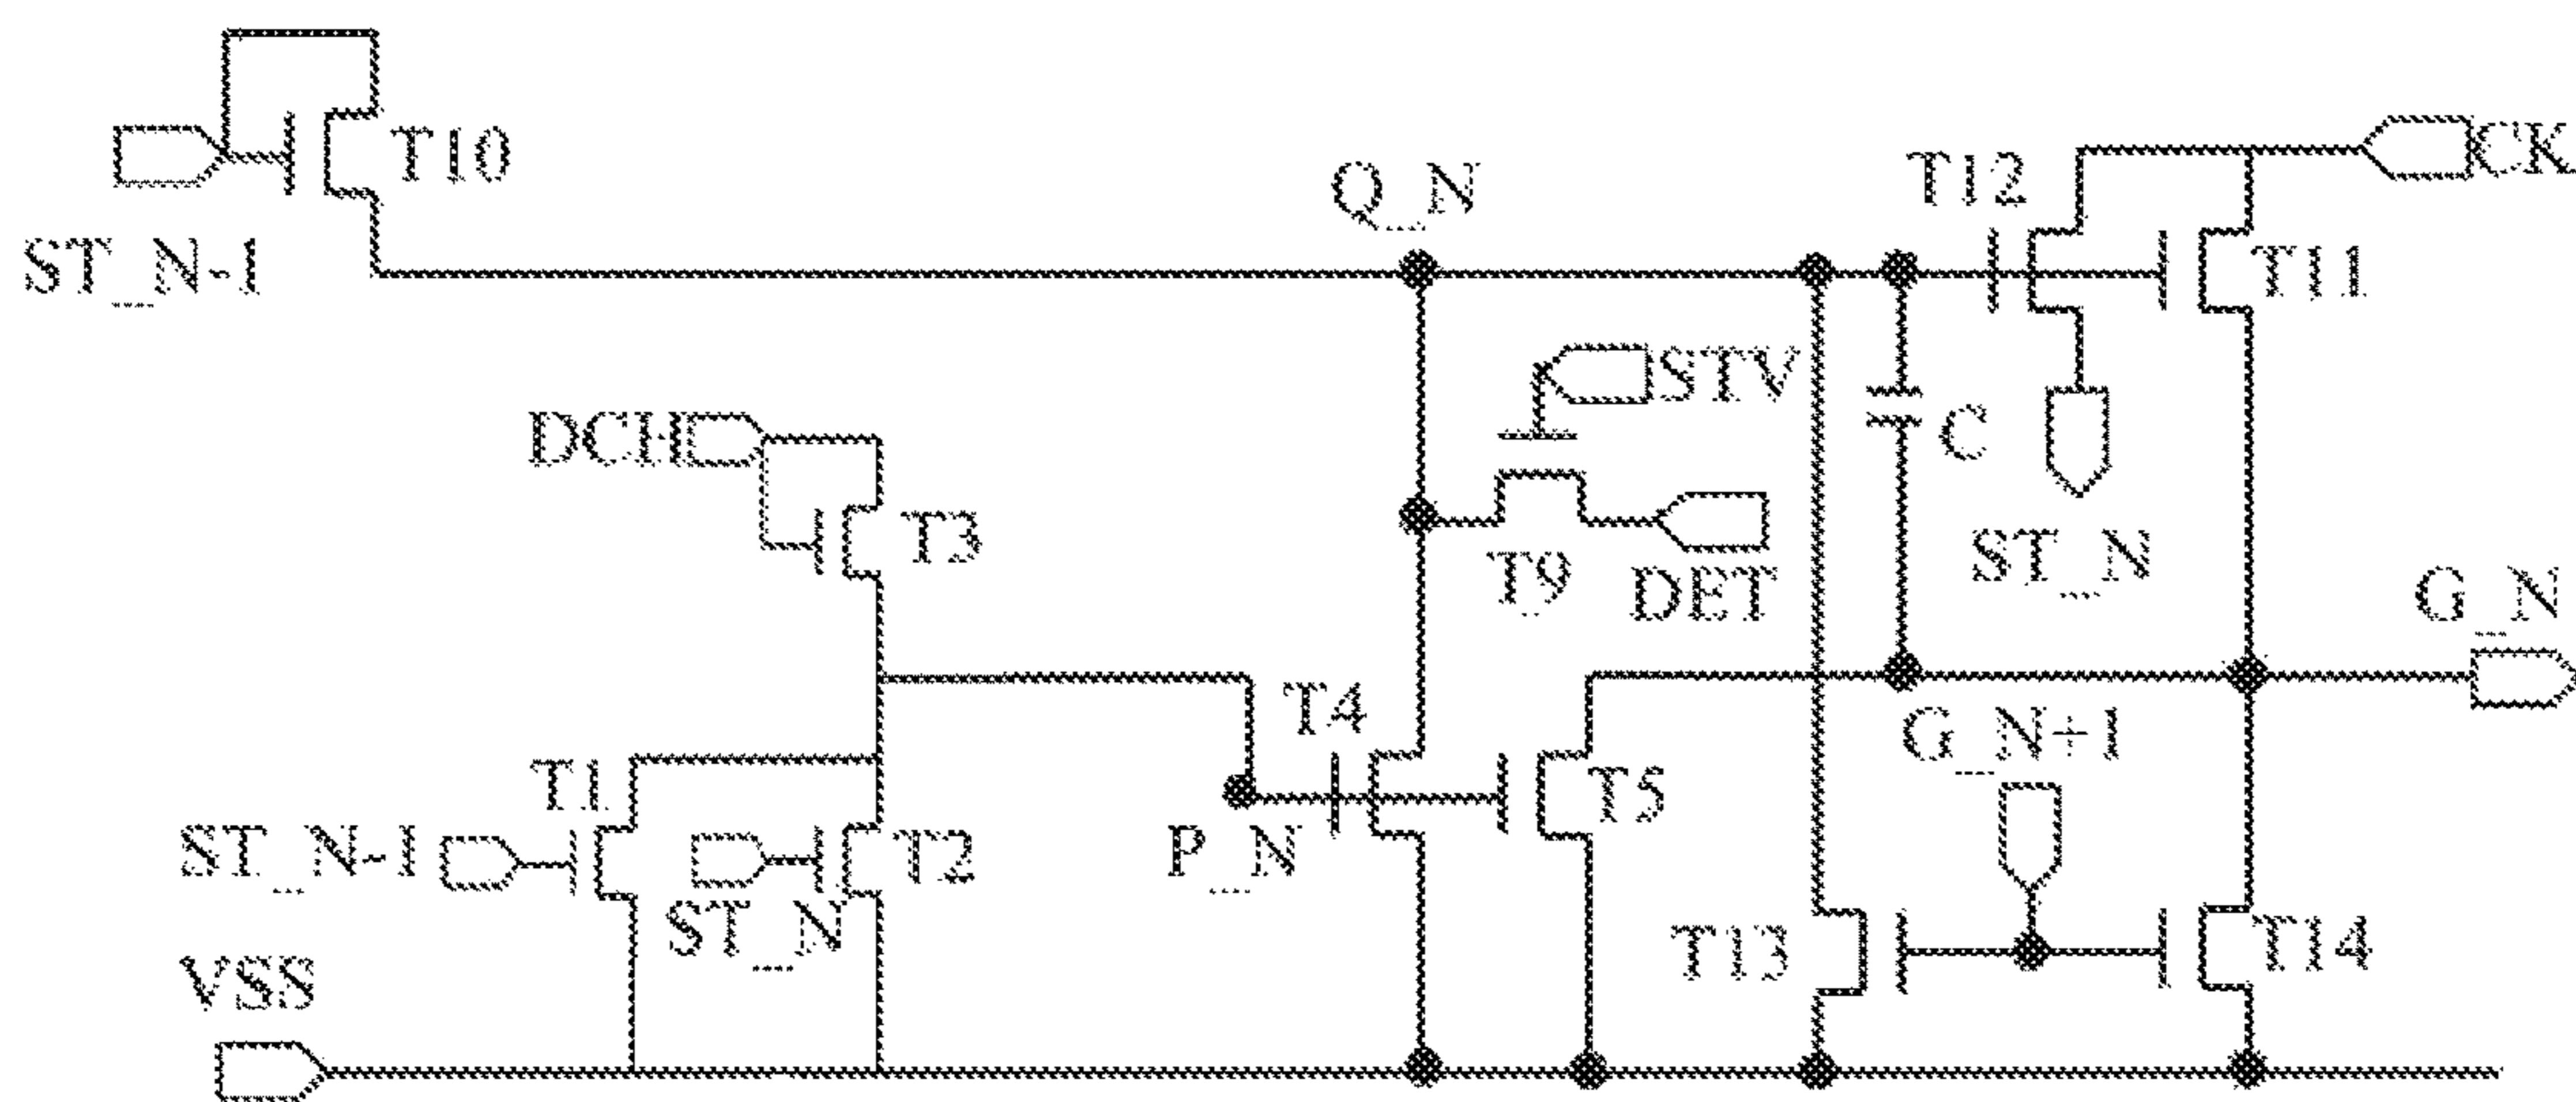 T10
ST_N-1
Q_N
T12
CK
T11
STV
DCH
C
T3
ST_N
T9
DET
G_N
T4
G_N+1
T1
T5
ST_N-1
T2
P_N
ST_N
T13
T14
VSS